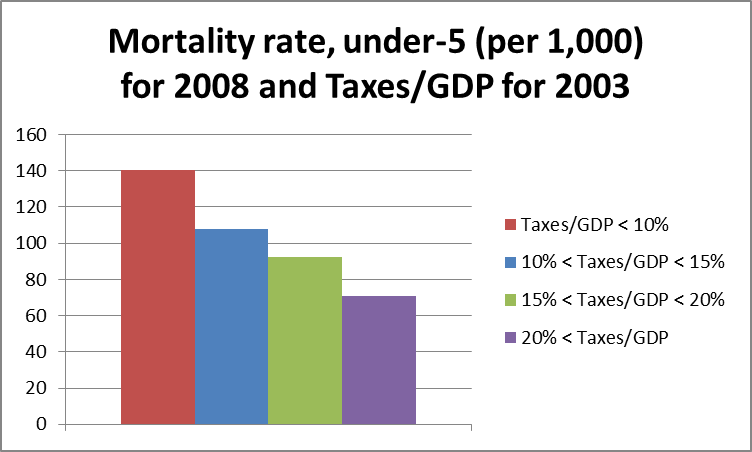 Mortality rate, under-5 (per 1,000)
for 2008 and Taxes/GDP for 2003
160
140
120
100
80
60
40
20
0
Taxes/GDP < 10%
10% < Taxes/GDP < 15%
15% < Taxes/GDP < 20%
20% < Taxes/GDP